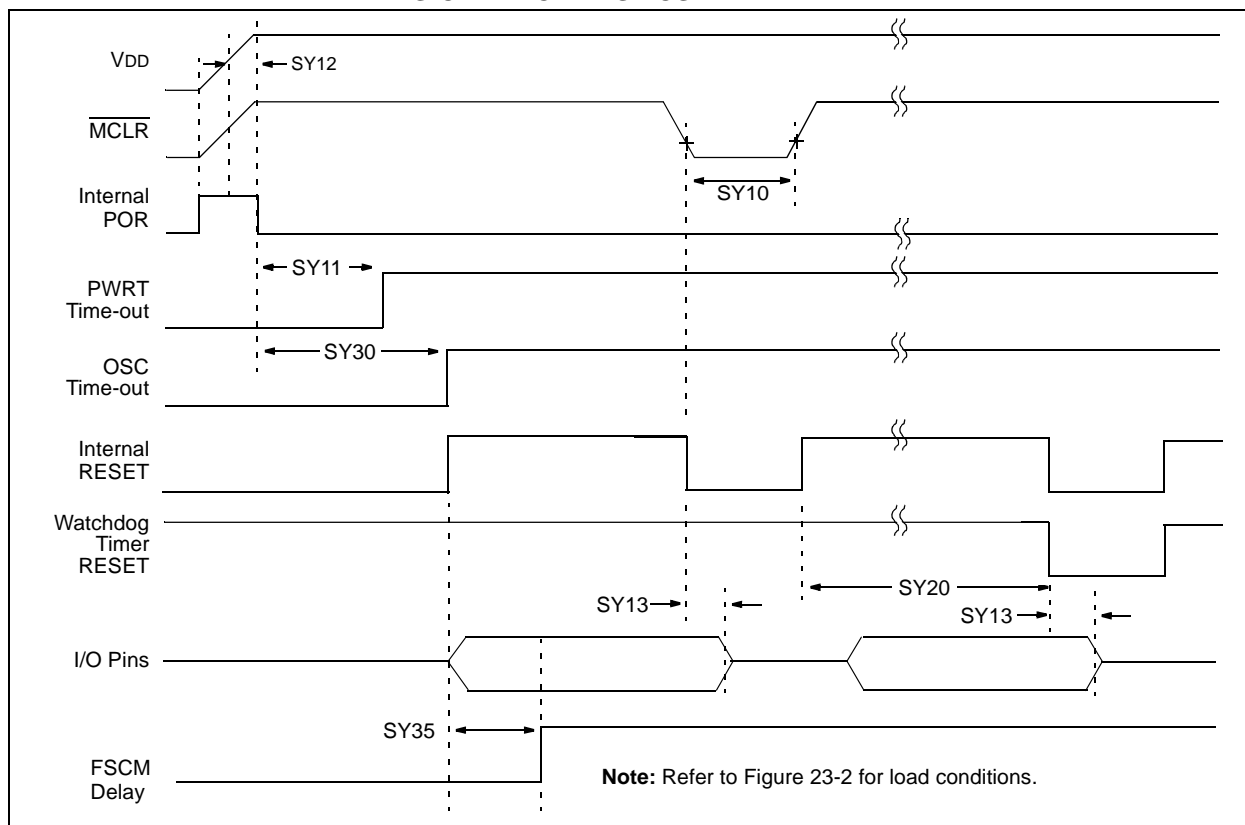 VDD
SY12
MCLR
SY10
Internal
POR
SY11
PWRT
Time-out
SY30
OSC
Time-out
Internal
RESET
Watchdog
Timer
RESET
SY20
SY13
SY13
I/O Pins
SY35
FSCM
Delay
Note: Refer to Figure 23-2 for load conditions.